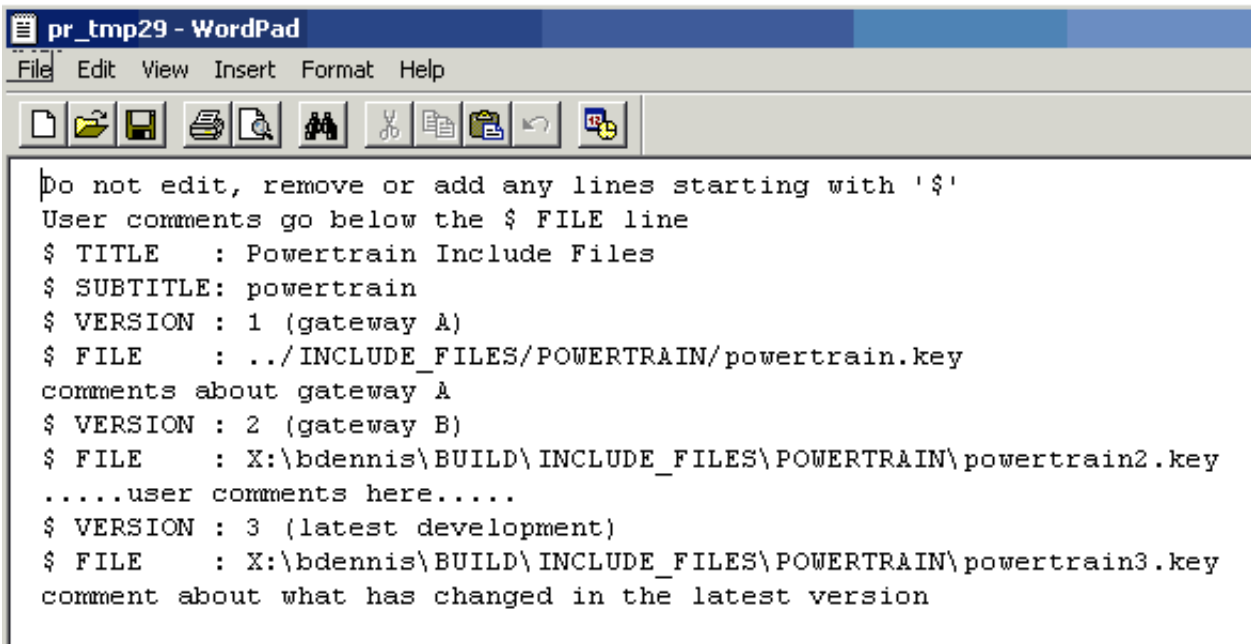 pr_tmp29 - WordPad
File Edit View Insert Format Help
Do not edit, remove or add any lines starting with '$'
User comments go below the $ FILE line
$ TITLE   : Powertrain Include Files
$ SUBTITLE: powertrain
$ VERSION : 1 (gateway A)
$ FILE    : ../INCLUDE_FILES/POWERTRAIN/powertrain.key
comments about gateway A
$ VERSION : 2 (gateway B)
$ FILE    : X:\bdennis\BUILD\INCLUDE_FILES\POWERTRAIN\powertrain2.key
.....user comments here.....
$ VERSION : 3 (latest development)
$ FILE    : X:\bdennis\BUILD\INCLUDE_FILES\POWERTRAIN\powertrain3.key
comment about what has changed in the latest version